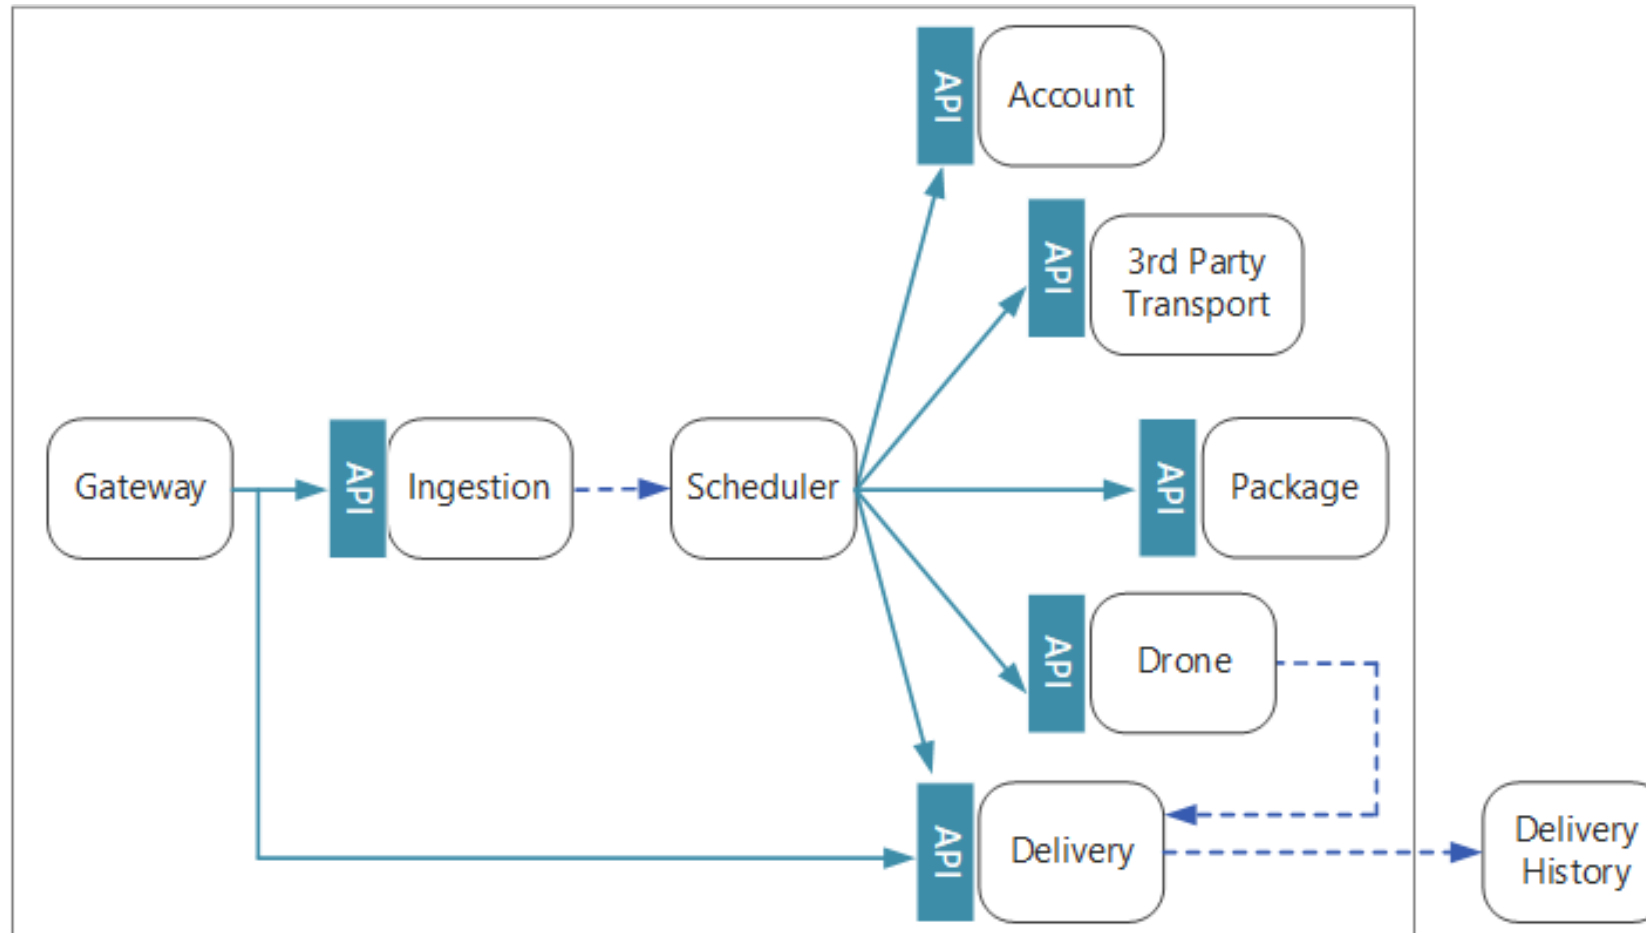 API
Account
API
3rd Party
Transport
Gateway
API
Ingestion
Scheduler
API
Package
API
Drone
API
Delivery
Delivery
History